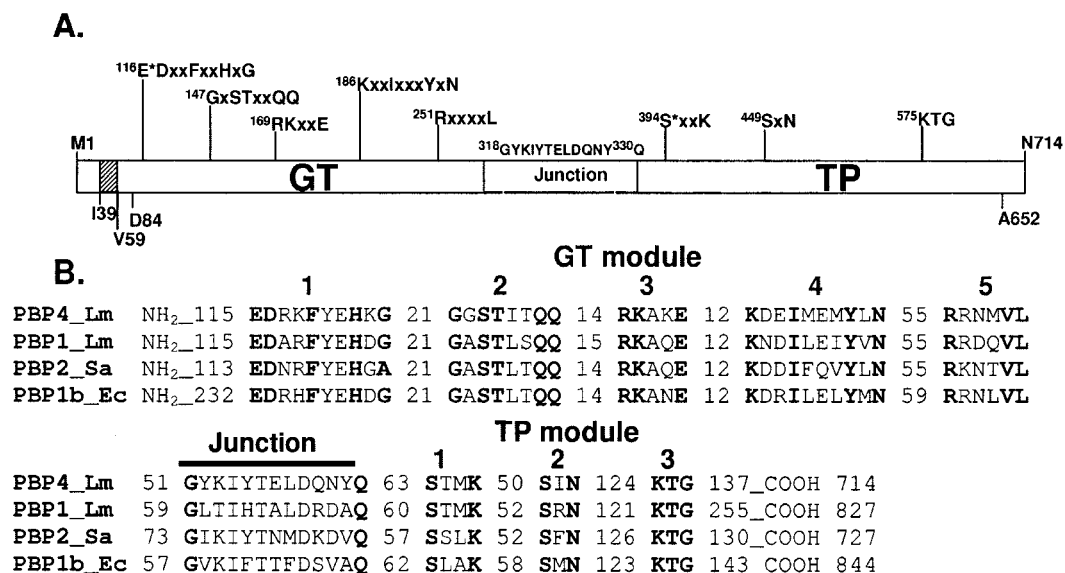 A.
116E*DxxFxxHxG
147GxSTxxQQ
169RKxxE
186KxxIxxxYxN
251RxxxxL
394S*xxK
449SxN
575KTG
M1
318GYKIYTELDQNY330Q
N714
GT
Junction
TP
I39
V59
D84
A652
B.
GT module
1 2 3 4 5
PBP4_Lm NH2_115 EDRKFYEHKG 21 GGSTITQQ 14 RKAKE 12 KDEIMEMYLN 55 RRNMVL
PBP1_Lm NH2_115 EDARFYEHDG 21 GASTLSQQ 15 RKAQE 12 KNDILEIYVN 55 RRDQVL
PBP2_Sa NH2_113 EDNRFYEHGA 21 GASTLTQQ 14 RKAQE 12 KDDIFQVYLN 55 RKNTVL
PBP1b_Ec NH2_232 EDRHFYEHDG 21 GASTLTQQ 14 RKANE 12 KDRILELYMN 59 RRNLVL
Junction
TP module
1 2 3
PBP4_Lm 51 GYKIYTELDQNYQ 63 STMK 50 SIN 124 KTG 137_COOH 714
PBP1_Lm 59 GLTIHTALDRDAQ 60 STMK 52 SRN 121 KTG 255_COOH 827
PBP2_Sa 73 GIKIYTNMDKDVQ 57 SSLK 52 SFN 126 KTG 130_COOH 727
PBP1b_Ec 57 GVKIFTTFDSVAQ 62 SLAK 58 SMN 123 KTG 143_COOH 844